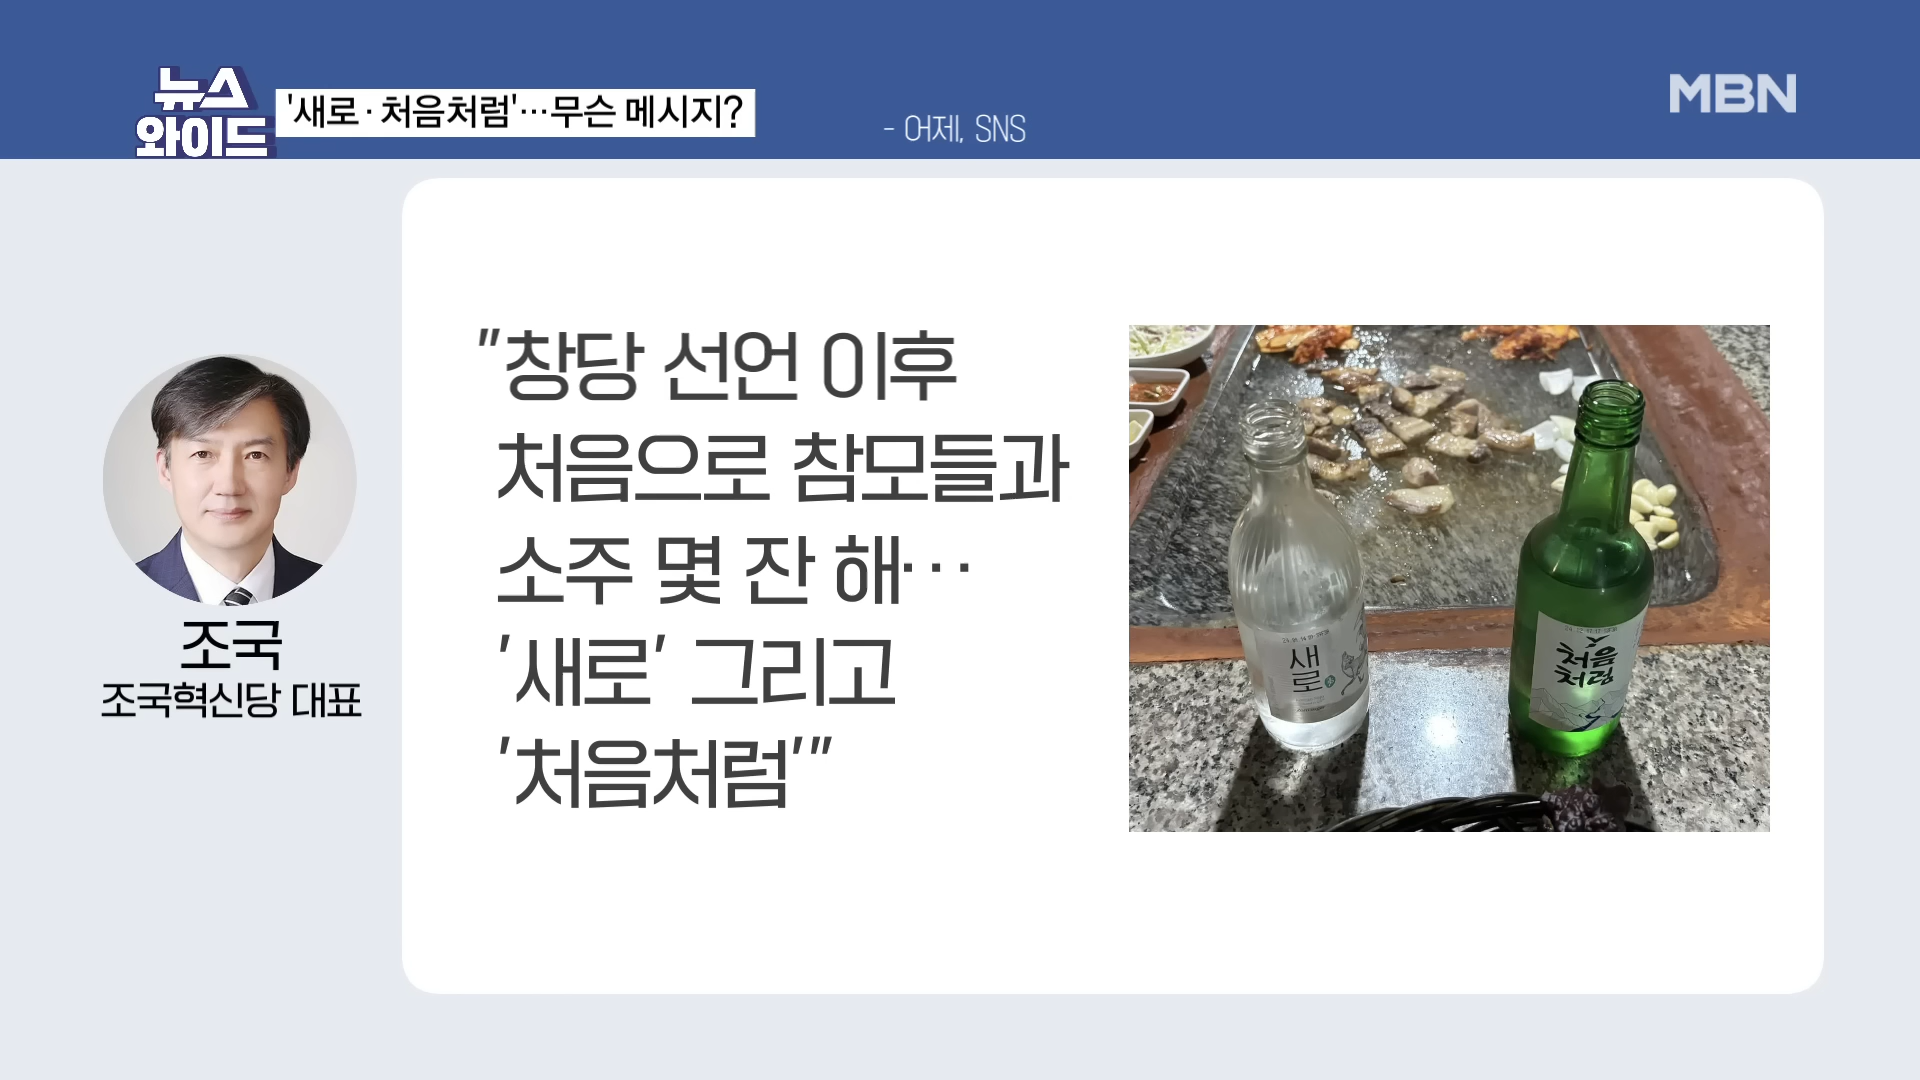 뉴스
와이드
'새로·처음처럼'…무슨 메시지?
- 어제, SNS
MBN
조국
조국혁신당 대표
"창당 선언 이후
처음으로 참모들과
소주 몇 잔 해…
'새로' 그리고
'처음처럼'"
새
로
처음
처럼